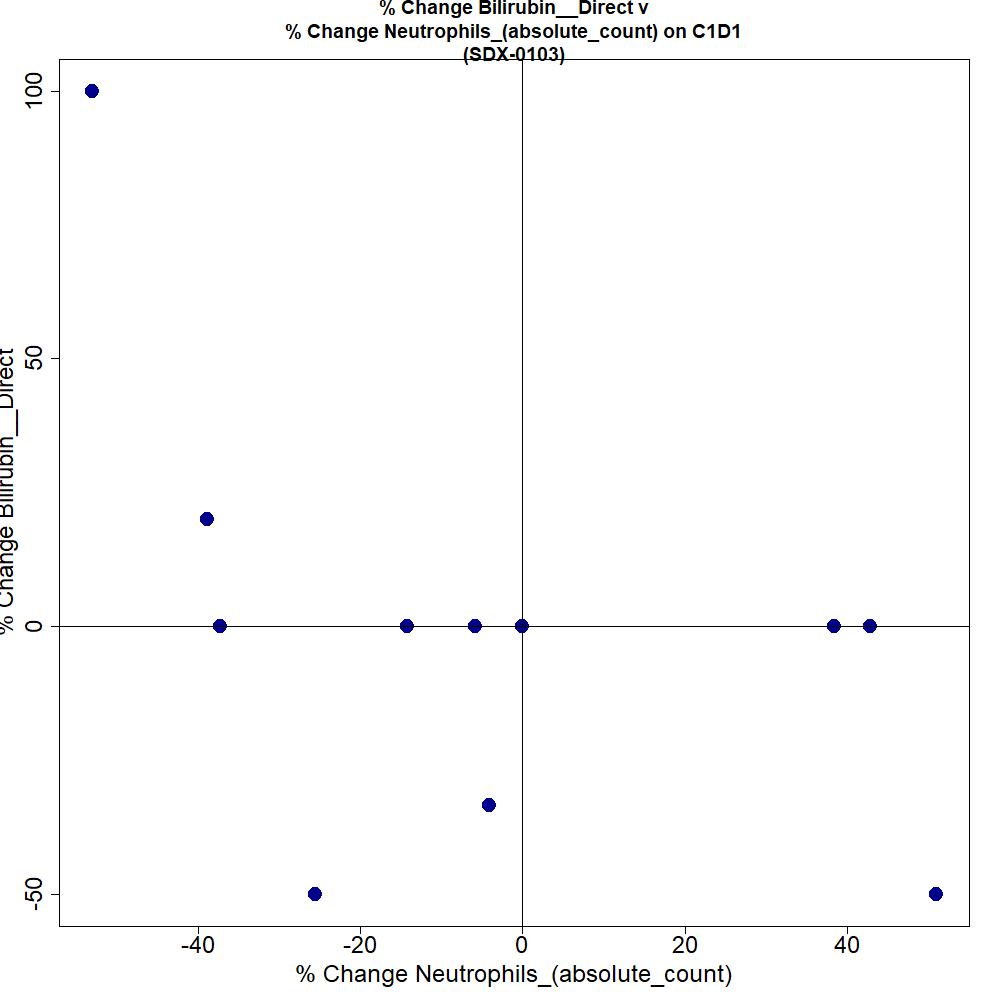 % Change Bilirubin__Direct v
% Change Neutrophils_(absolute_count) on C1D1
(SDX-0103)
100
50
0
-50
% Change Bilirubin__Direct
-40 -20 0 20 40
% Change Neutrophils_(absolute_count)